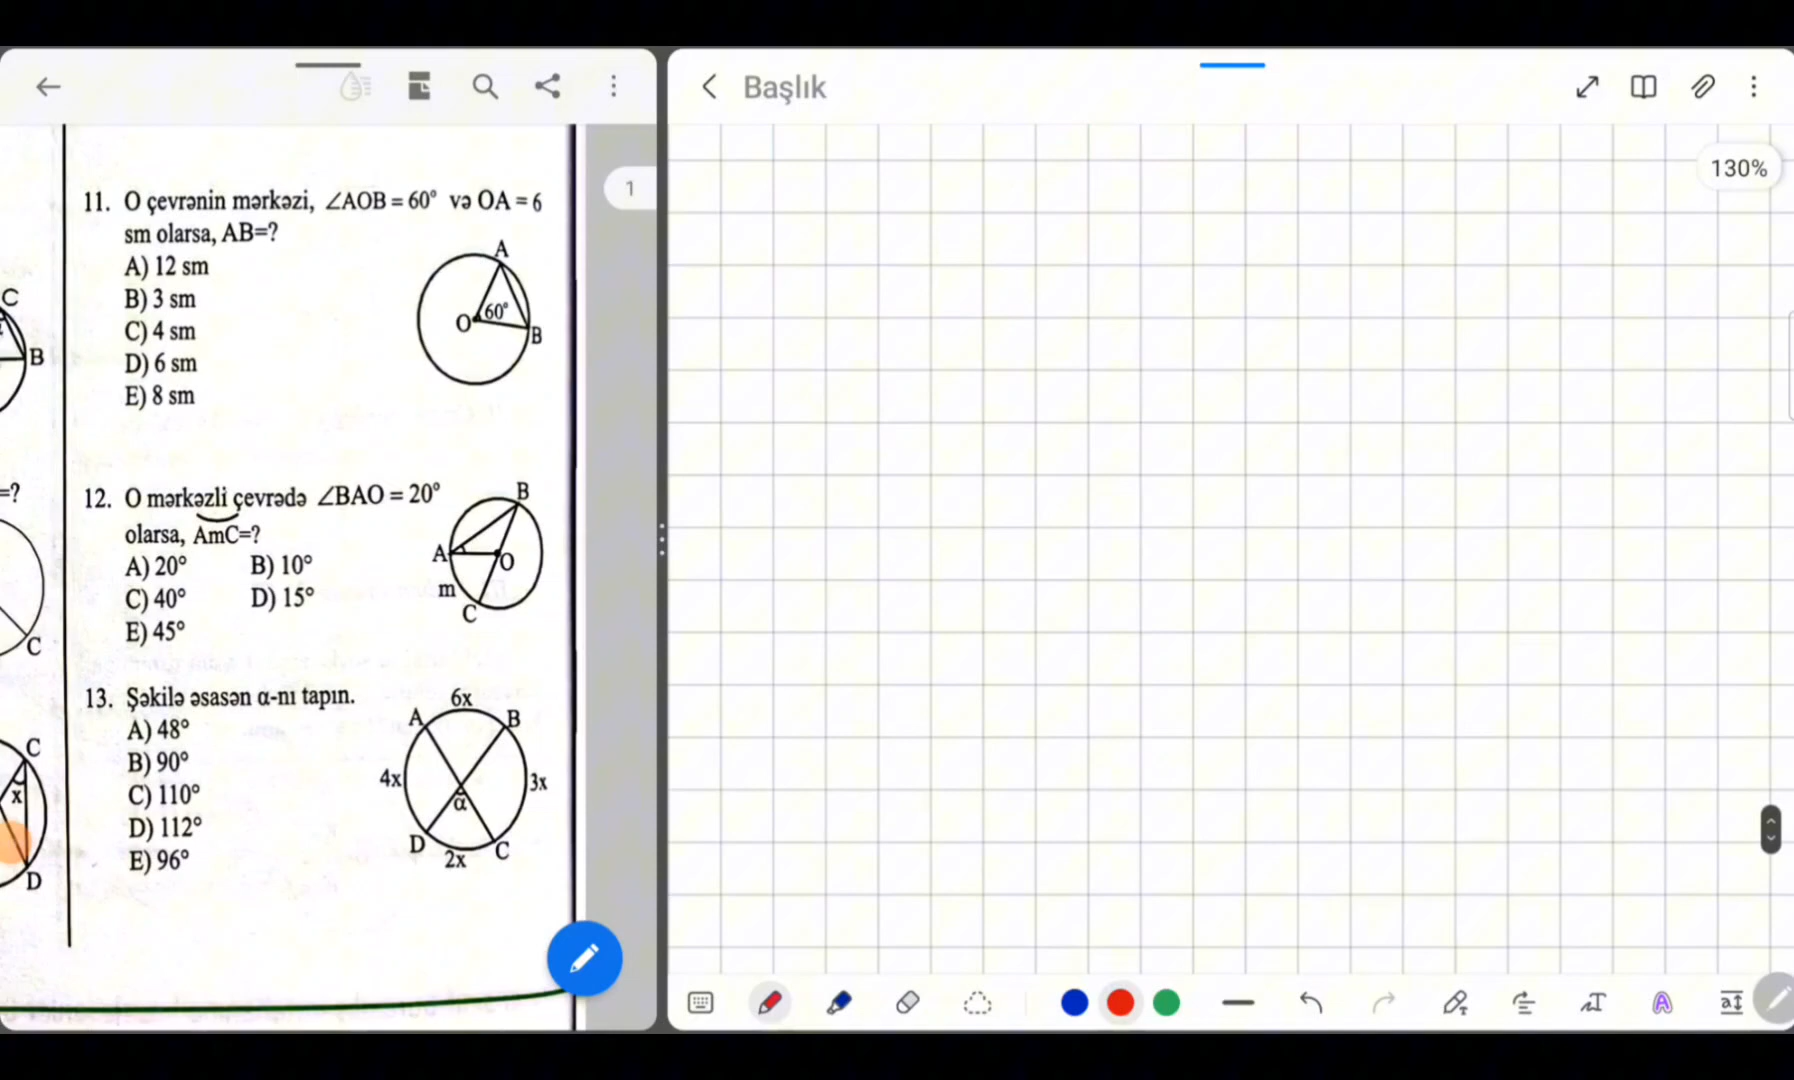 Başlık
130%
1
C
B
=?
C
C
x
D
11. O çevrənin mərkəzi, ∠AOB = 60° və OA = 6
sm olarsa, AB=?
A) 12 sm
B) 3 sm
C) 4 sm
D) 6 sm
E) 8 sm
A
60°
O
B
12. O mərkəzli çevrədə ∠BAO = 20°
olarsa, AmC=?
A) 20° B) 10°
C) 40° D) 15°
E) 45°
B
A
O
m
C
13. Şəkilə əsasən α-nı tapın.
A) 48°
B) 90°
C) 110°
D) 112°
E) 96°
6x
A B
4x 3x
α
D C
2x